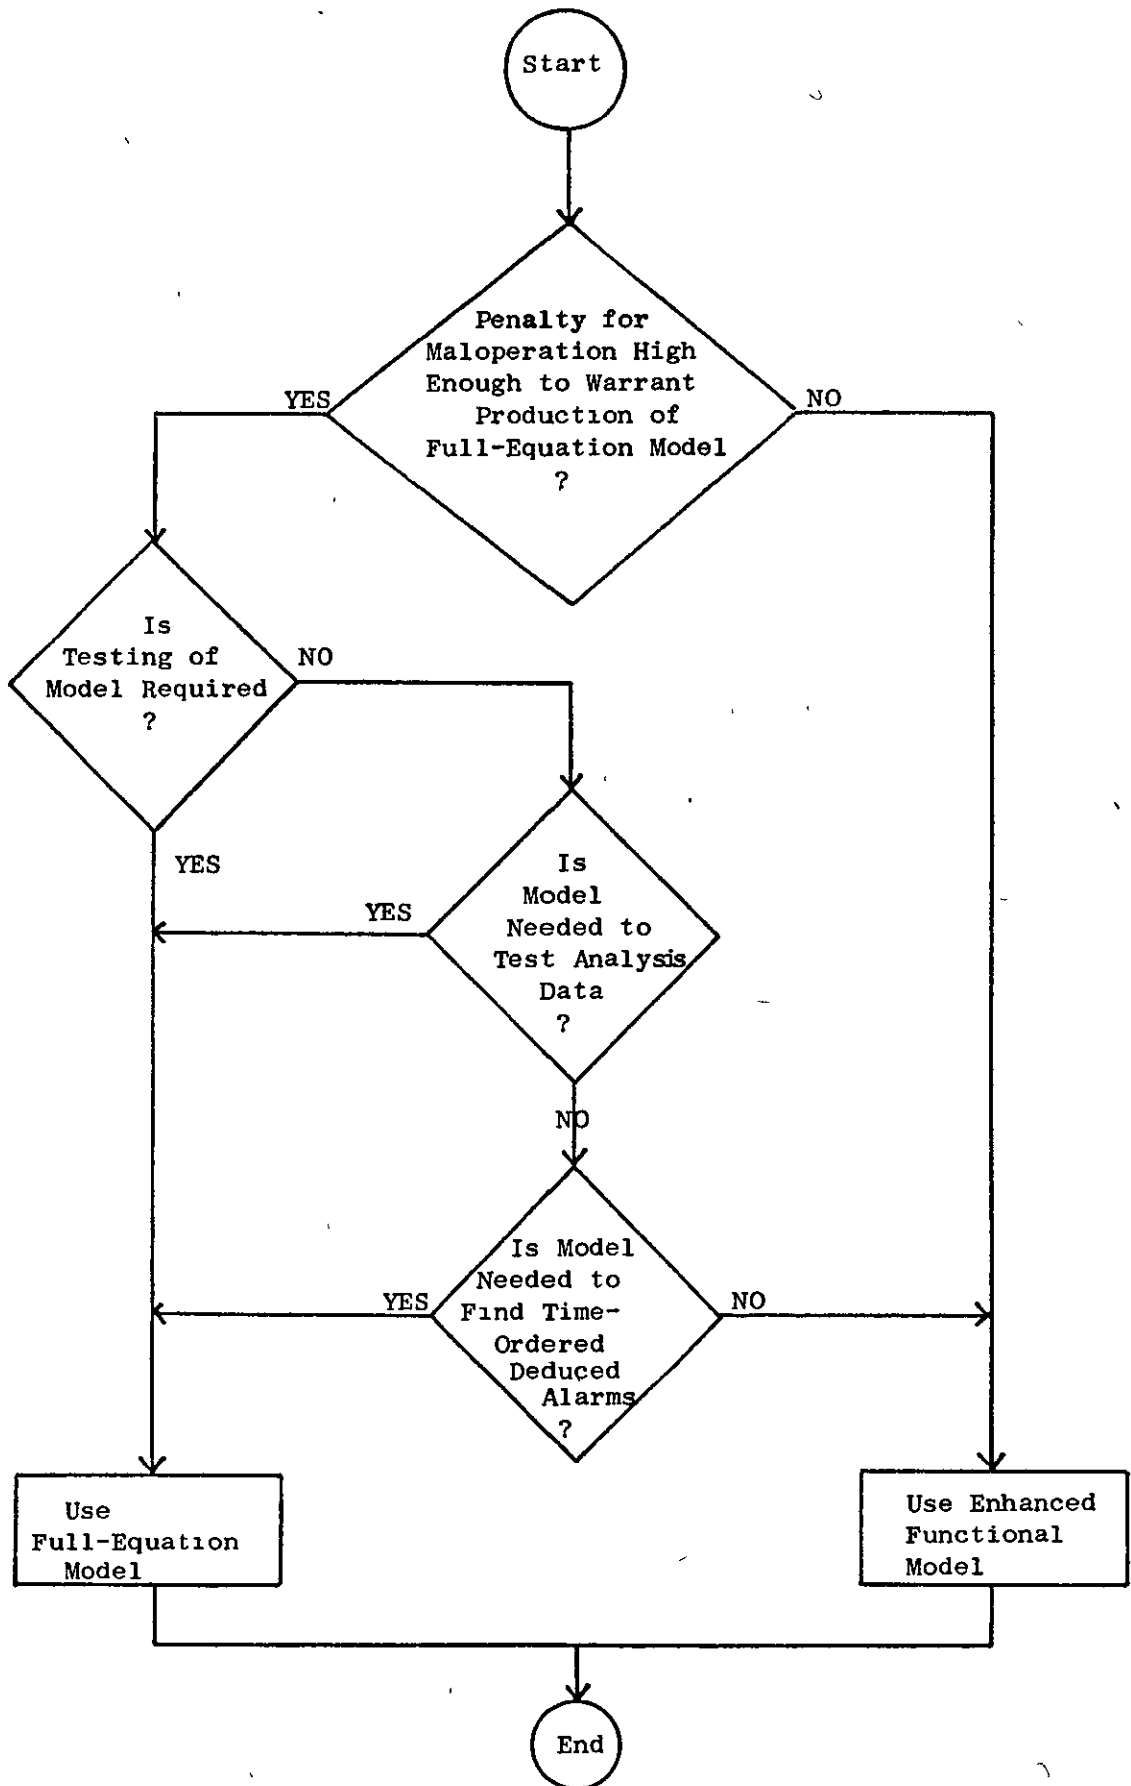 Start
Penalty for
Maloperation High
Enough to Warrant
Production of
Full-Equation Model
?
YES
NO
Is
Testing of
Model Required
?
NO
YES
Is
Model
Needed to
Test Analysis
Data
?
YES
NO
Is Model
Needed to
Find Time-
Ordered
Deduced
Alarms
?
YES
NO
Use
Full-Equation
Model
Use Enhanced
Functional
Model
End